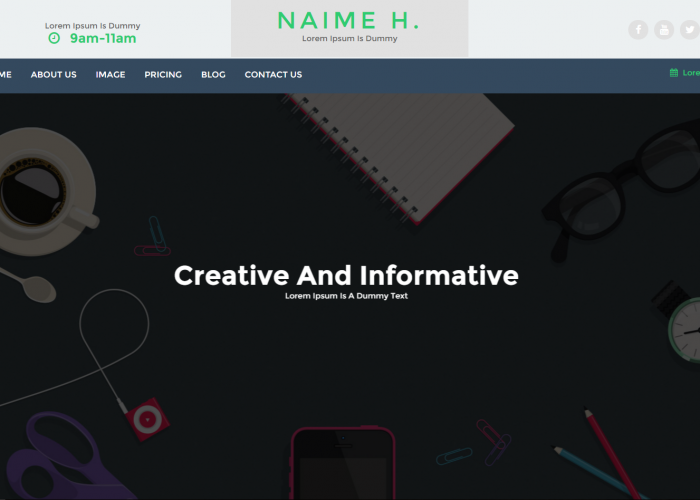 Lorem Ipsum Is Dummy
9am-11am
NAIME H.
Lorem Ipsum Is Dummy
ME ABOUT US IMAGE PRICING BLOG CONTACT US
Lore
Creative And Informative
Lorem Ipsum Is A Dummy Text